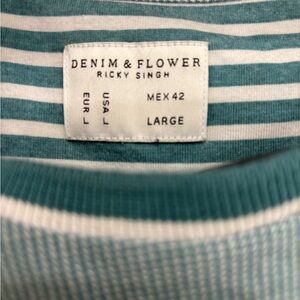 DENIM & FLOWER
RICKY SINGH
EUR L
USA L
MEX 42
LARGE